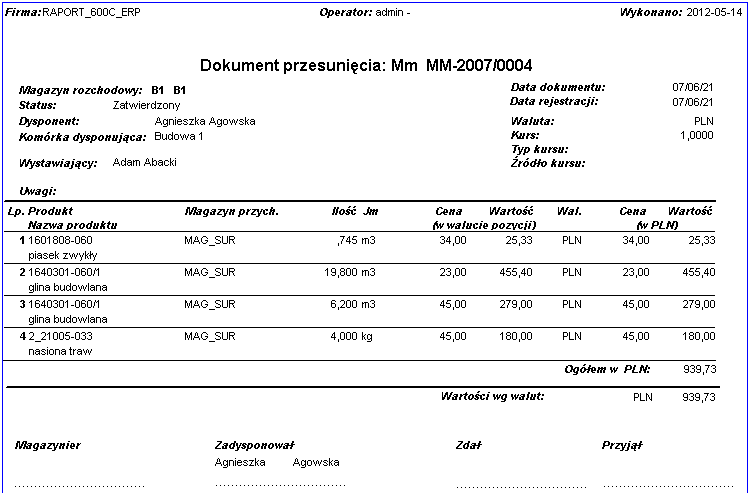 Firma: RAPORT_600C_ERP Operator: admin - Wykonano: 2012-05-14
Dokument przesunięcia: Mm MM-2007/0004
Magazyn rozchodowy: B1 B1 Data dokumentu: 07/06/21
Status: Zatwierdzony Data rejestracji: 07/06/21
Dysponent: Agnieszka Agowska Waluta: PLN
Komórka dysponująca: Budowa 1 Kurs: 1,0000
Typ kursu:
Wystawiający: Adam Abacki Źródło kursu:
Uwagi:
Lp. Produkt Magazyn przych. Ilość Jm Cena Wartość Wal. Cena Wartość
Nazwa produktu (w walucie pozycji) (w PLN)
1 1601808-060 MAG_SUR ,745 m3 34,00 25,33 PLN 34,00 25,33
piasek zwykły
2 1640301-060/1 MAG_SUR 19,800 m3 23,00 455,40 PLN 23,00 455,40
glina budowlana
3 1640301-060/1 MAG_SUR 6,200 m3 45,00 279,00 PLN 45,00 279,00
glina budowlana
4 2_21005-033 MAG_SUR 4,000 kg 45,00 180,00 PLN 45,00 180,00
nasiona traw
Ogółem w PLN: 939,73
Wartości wg walut: PLN 939,73
Magazynier Zadysponował Zdał Przyjął
Agnieszka Agowska